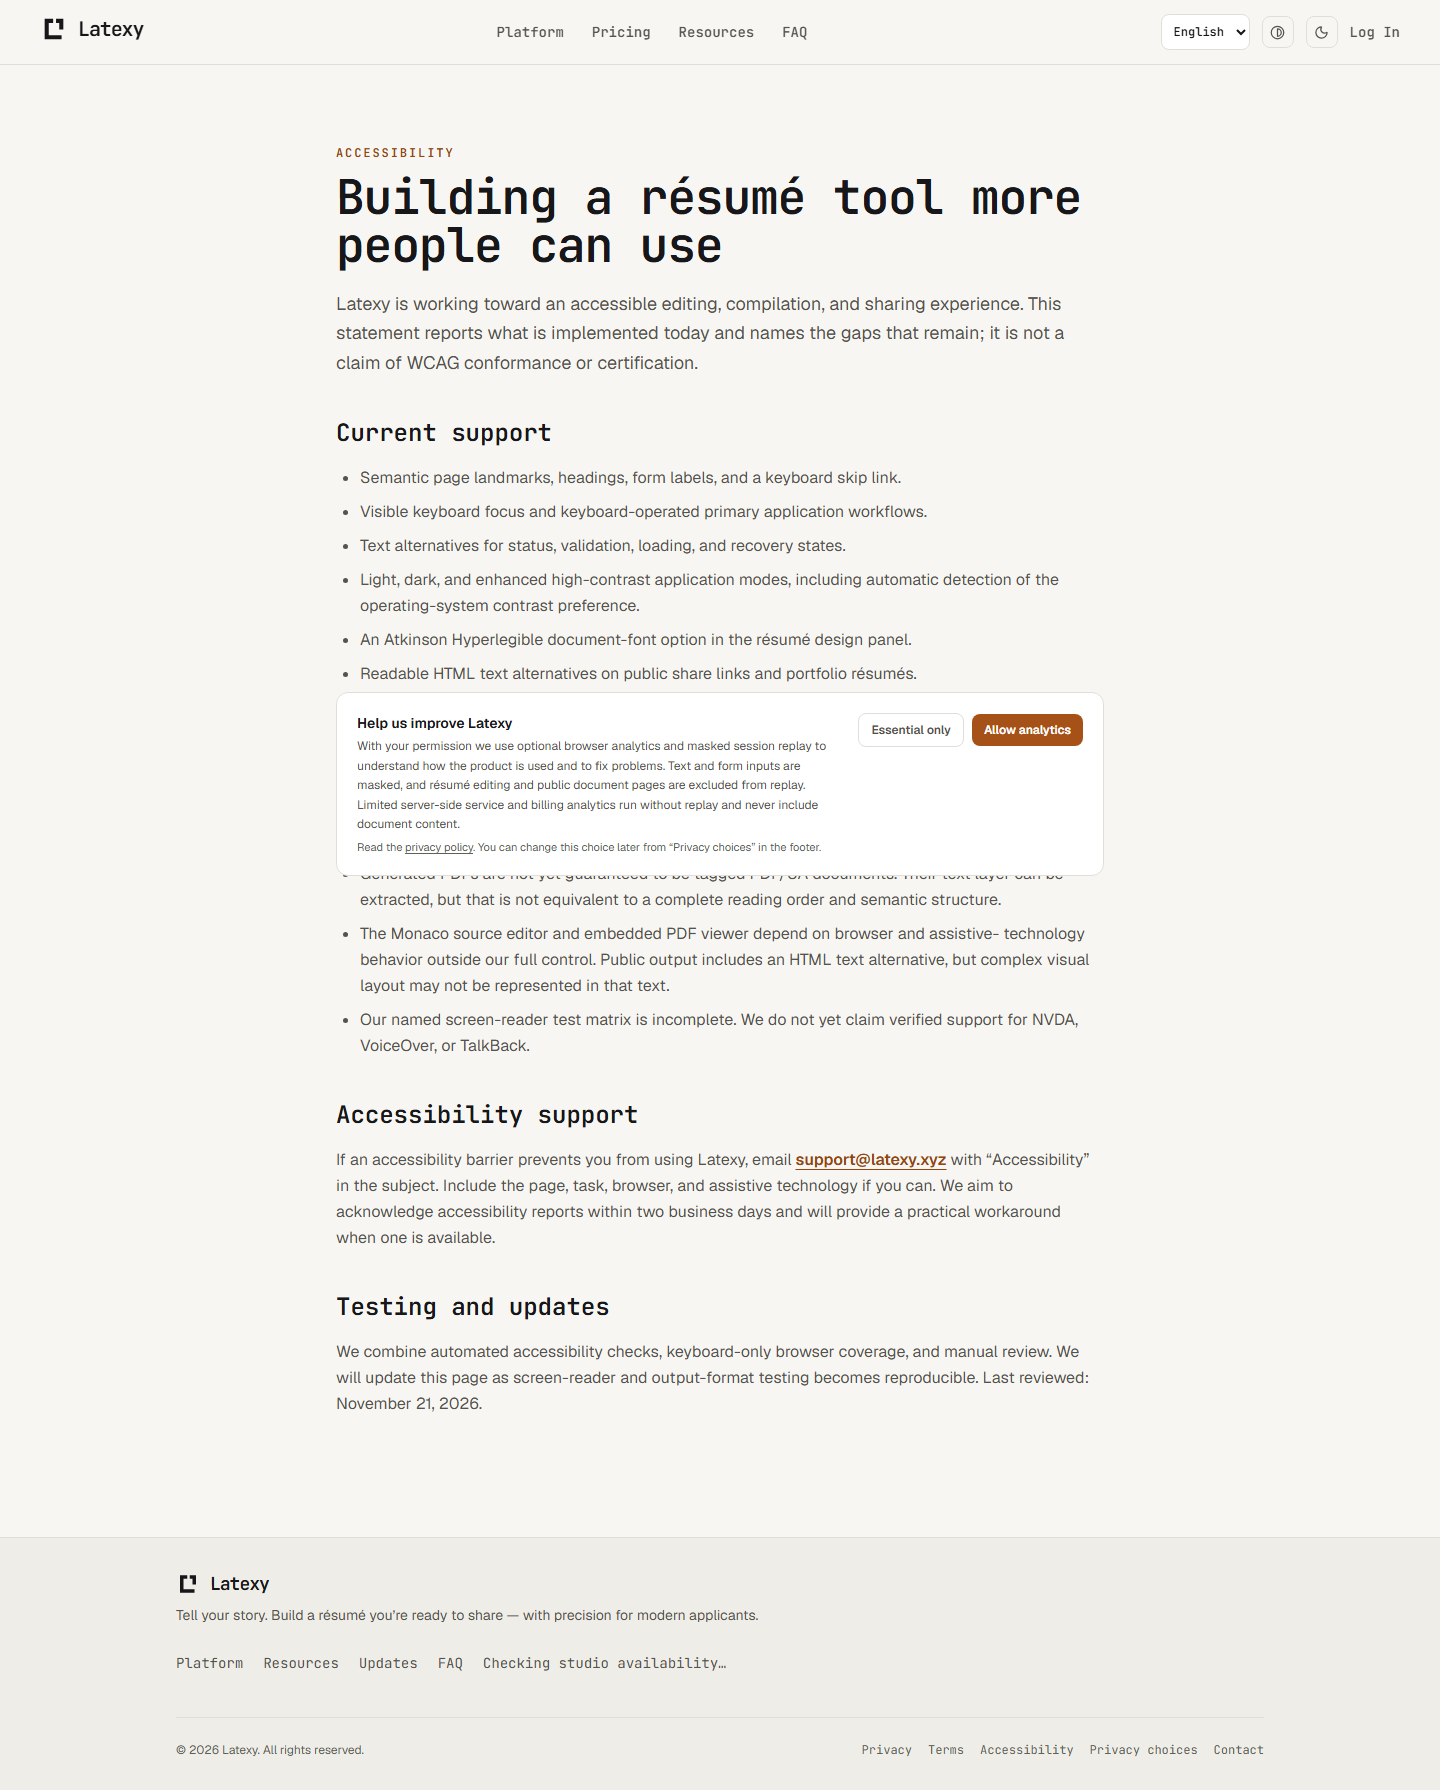 Latexy
Platform Pricing Resources FAQ
English
Log In
ACCESSIBILITY
Building a résumé tool more
people can use
Latexy is working toward an accessible editing, compilation, and sharing experience. This
statement reports what is implemented today and names the gaps that remain; it is not a
claim of WCAG conformance or certification.
Current support
• Semantic page landmarks, headings, form labels, and a keyboard skip link.
• Visible keyboard focus and keyboard-operated primary application workflows.
• Text alternatives for status, validation, loading, and recovery states.
• Light, dark, and enhanced high-contrast application modes, including automatic detection of the
operating-system contrast preference.
• An Atkinson Hyperlegible document-font option in the résumé design panel.
• Readable HTML text alternatives on public share links and portfolio résumés.
Help us improve Latexy
With your permission we use optional browser analytics and masked session replay to
understand how the product is used and to fix problems. Text and form inputs are
masked, and résumé editing and public document pages are excluded from replay.
Limited server-side service and billing analytics run without replay and never include
document content.
Read the privacy policy. You can change this choice later from “Privacy choices” in the footer.
Essential only
Allow analytics
• Generated PDFs are not yet guaranteed to be tagged PDF/UA documents. Their text layer can be
extracted, but that is not equivalent to a complete reading order and semantic structure.
• The Monaco source editor and embedded PDF viewer depend on browser and assistive- technology
behavior outside our full control. Public output includes an HTML text alternative, but complex visual
layout may not be represented in that text.
• Our named screen-reader test matrix is incomplete. We do not yet claim verified support for NVDA,
VoiceOver, or TalkBack.
Accessibility support
If an accessibility barrier prevents you from using Latexy, email support@latexy.xyz with “Accessibility”
in the subject. Include the page, task, browser, and assistive technology if you can. We aim to
acknowledge accessibility reports within two business days and will provide a practical workaround
when one is available.
Testing and updates
We combine automated accessibility checks, keyboard-only browser coverage, and manual review. We
will update this page as screen-reader and output-format testing becomes reproducible. Last reviewed:
November 21, 2026.
Latexy
Tell your story. Build a résumé you’re ready to share — with precision for modern applicants.
Platform Resources Updates FAQ Checking studio availability…
© 2026 Latexy. All rights reserved.
Privacy Terms Accessibility Privacy choices Contact